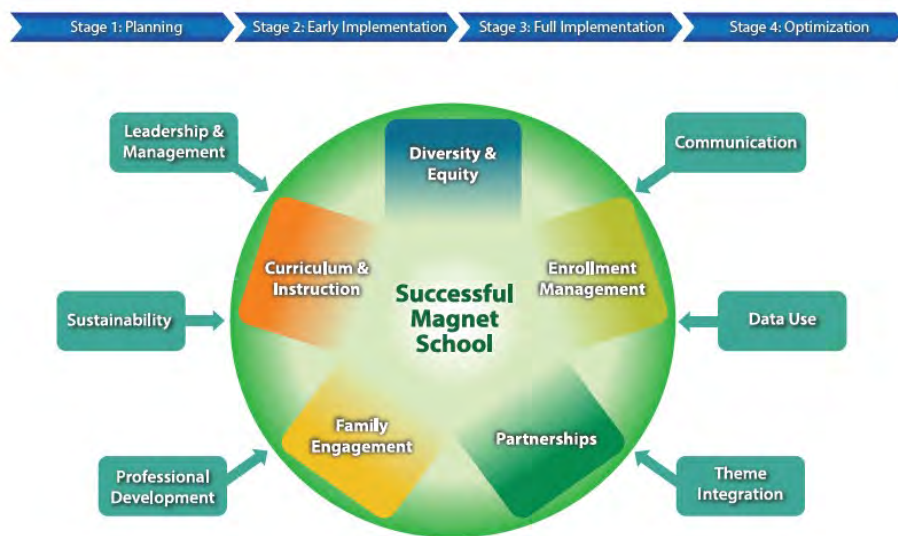 Stage 1: Planning
Stage 2: Early Implementation
Stage 3: Full Implementation
Stage 4: Optimization
Leadership &
Management
Diversity &
Equity
Communication
Curriculum &
Instruction
Enrollment
Management
Successful
Magnet
School
Sustainability
Data Use
Family
Engagement
Partnerships
Professional
Development
Theme
Integration